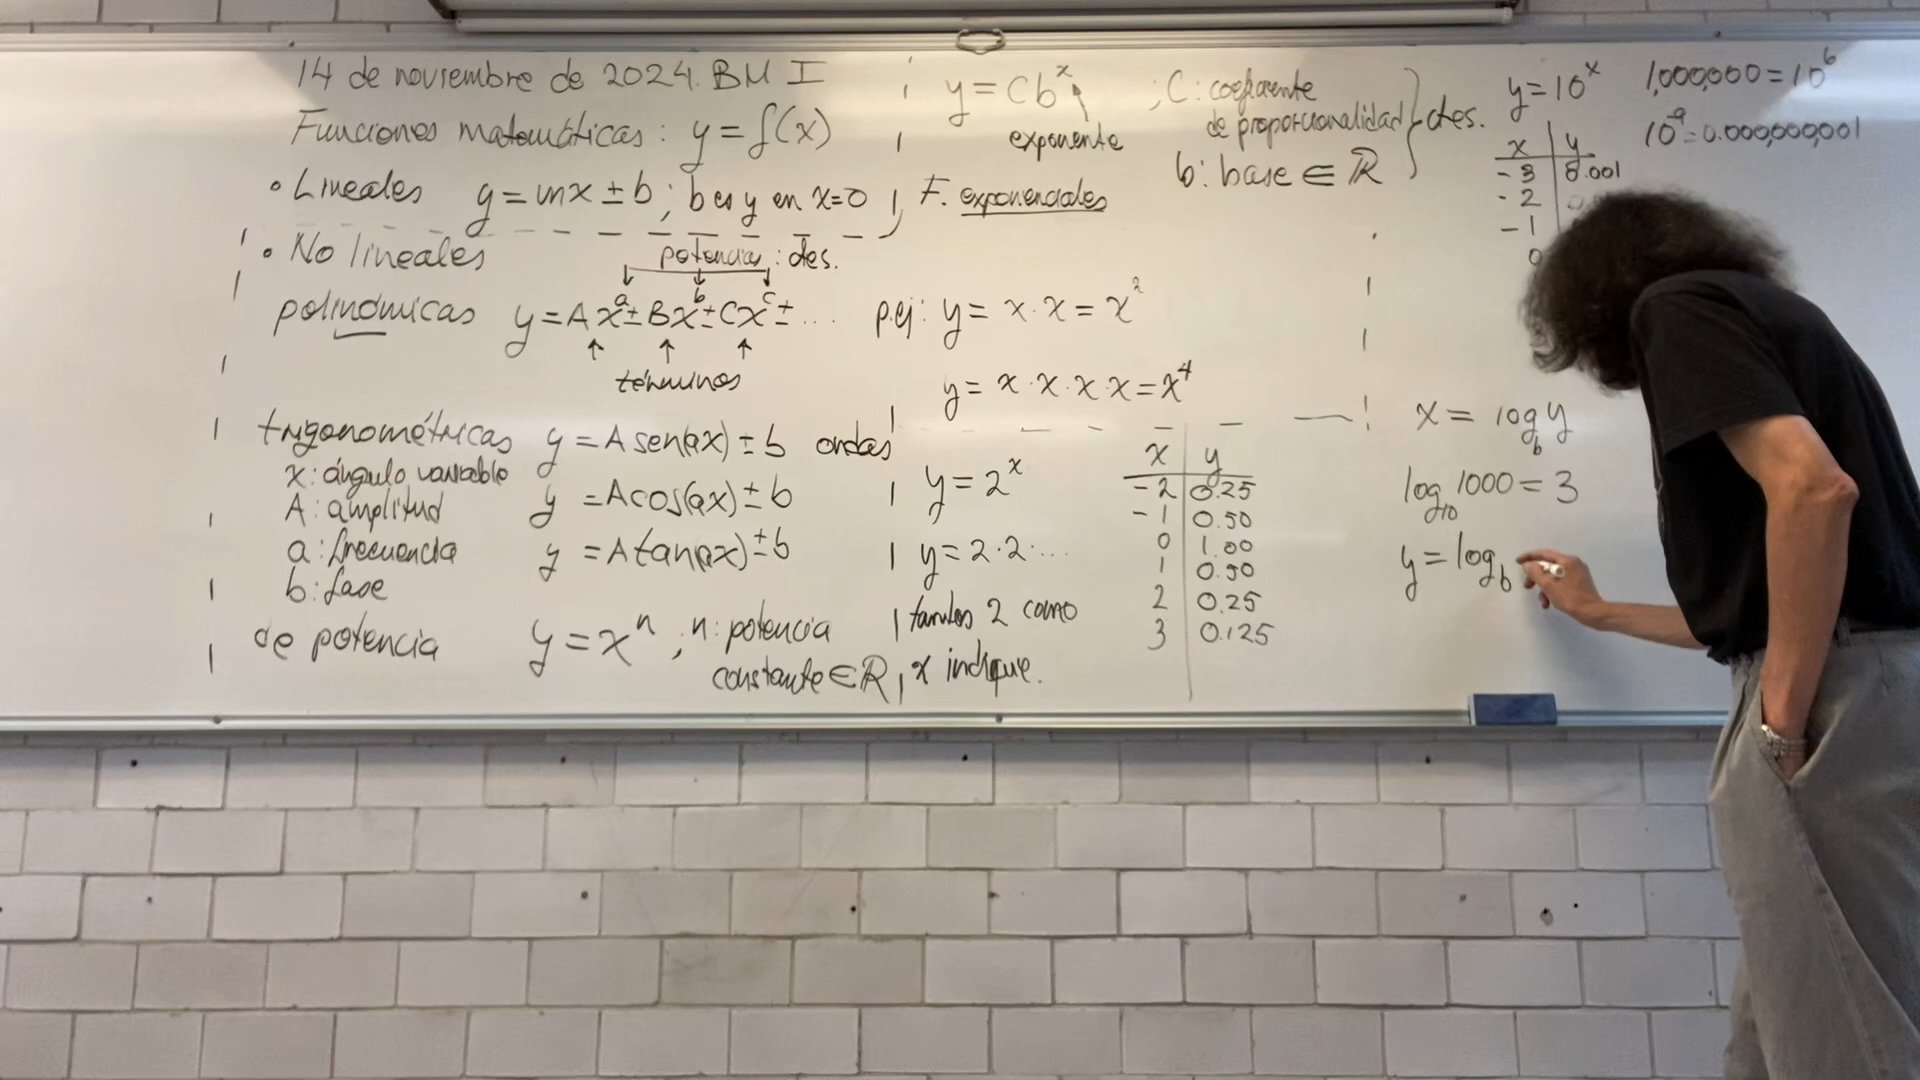 14 de noviembre de 2024. BM I
Funciones matemáticas: y = f(x)
• Lineales y = mx ± b ; b es y en x=0
• No lineales
potencias: ctes.
polinómicas y = A x^a ± Bx^b ± Cx^c ± ...
términos
p.ej: y = x · x = x^2
y = x · x · x · x = x^4
trigonométricas y = A sen(ax) ± b ondas
x: ángulo variable
y = A cos(ax) ± b
A: amplitud
a: frecuencia y = A tan(ax) ± b
b: fase
de potencia y = x^n ; n: potencia
constante ∈ ℝ
y = Cb^x
exponente
; C: coeficiente
de proporcionalidad
b: base ∈ ℝ
ctes.
F. exponenciales
y = 2^x
y = 2·2·...
tantos 2 como
x indique.
x | y
-2 | 0.25
-1 | 0.50
0 | 1.00
1 | 0.50
2 | 0.25
3 | 0.125
y = 10^x
x | y
-3 | 0.001
-2
-1
0
1,000,000 = 10^6
10^-9 = 0.000,000,001
x = log_b y
log_10 1000 = 3
y = log_b